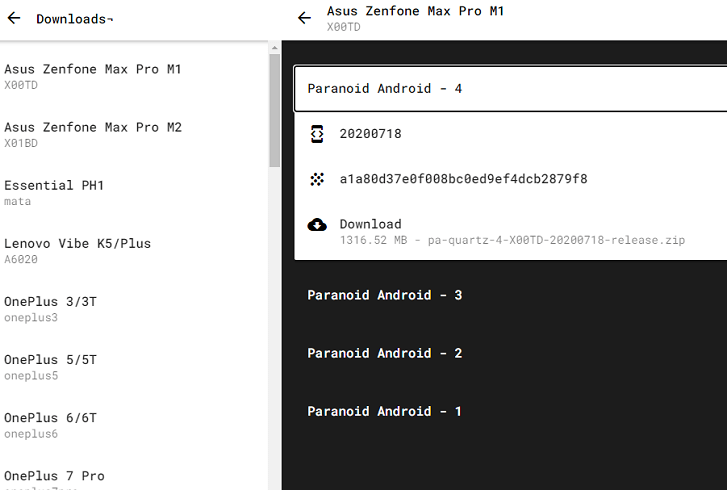 Downloads¬
Asus Zenfone Max Pro M1
X00TD
Asus Zenfone Max Pro M2
X01BD
Essential PH1
mata
Lenovo Vibe K5/Plus
A6020
OnePlus 3/3T
oneplus3
OnePlus 5/5T
oneplus5
OnePlus 6/6T
oneplus6
OnePlus 7 Pro
Asus Zenfone Max Pro M1
X00TD
Paranoid Android - 4
20200718
a1a80d37e0f008bc0ed9ef4dcb2879f8
Download
1316.52 MB - pa-quartz-4-X00TD-20200718-release.zip
Paranoid Android - 3
Paranoid Android - 2
Paranoid Android - 1